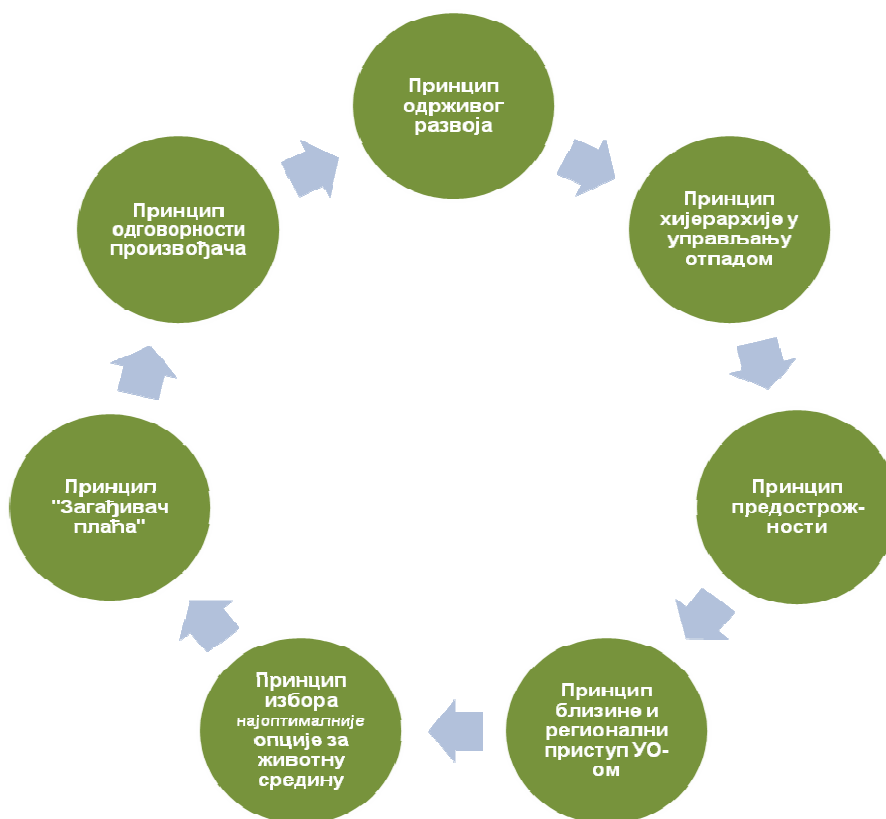 Принцип
одрживог
развоја
Принцип
хијерархије у
управљању
отпадом
Принцип
предострож-
ности
Принцип
близине и
регионални
приступ УО-
ом
Принцип
избора
најоптималније
опције за
животну
средину
Принцип
"Загађивач
плаћа"
Принцип
одговорности
произвођача